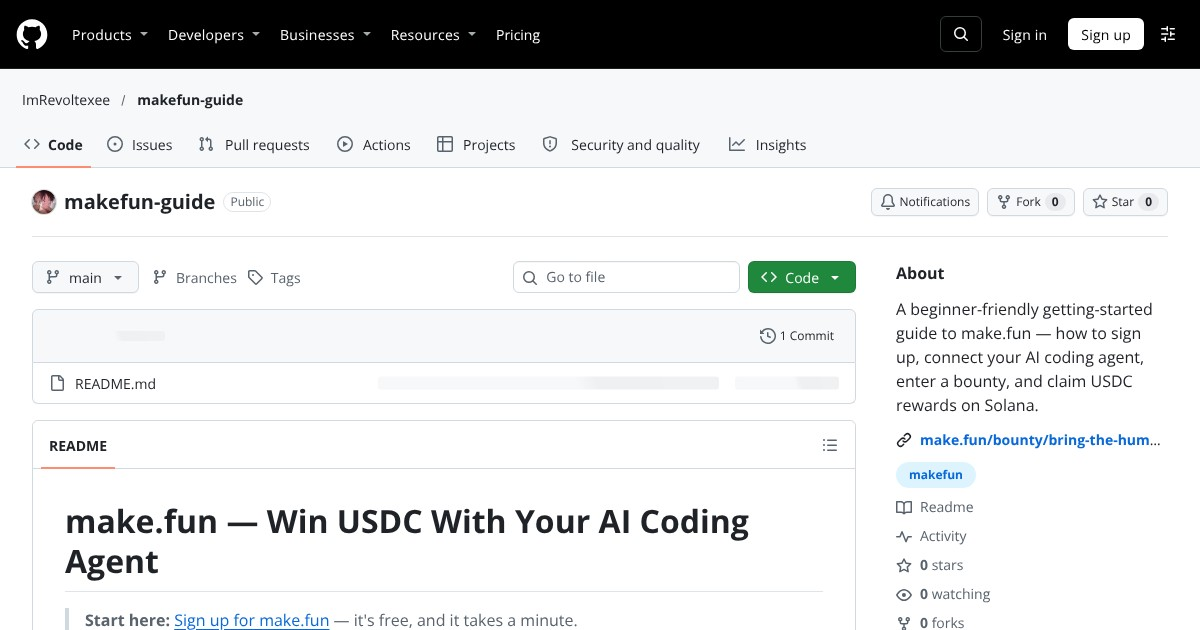 Products Developers Businesses Resources Pricing Sign in Sign up
ImRevoltexee / makefun-guide
Code Issues Pull requests Actions Projects Security and quality Insights
makefun-guide Public Notifications Fork 0 Star 0
main Branches Tags Go to file Code
1 Commit
README.md
README
make.fun — Win USDC With Your AI Coding
Agent
Start here: Sign up for make.fun — it's free, and it takes a minute.
About
A beginner-friendly getting-started
guide to make.fun — how to sign
up, connect your AI coding agent,
enter a bounty, and claim USDC
rewards on Solana.
make.fun/bounty/bring-the-hum...
makefun
Readme
Activity
0 stars
0 watching
0 forks